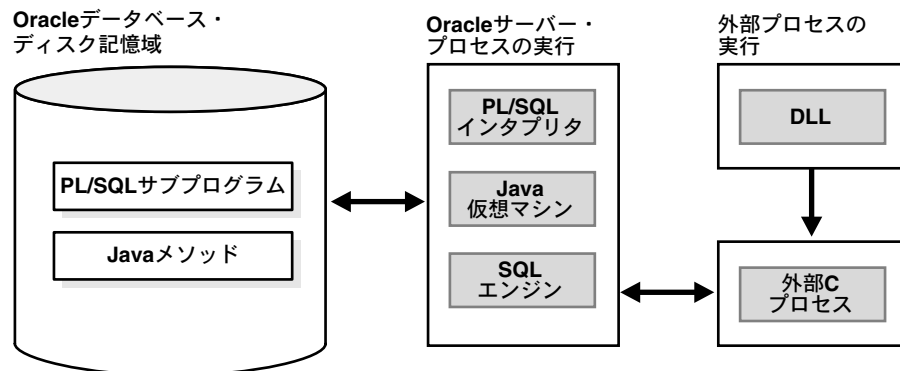 Oracleデータベース・
ディスク記憶域
Oracleサーバー・
プロセスの実行
外部プロセスの
実行
PL/SQLサブプログラム
Javaメソッド
PL/SQL
インタプリタ
Java
仮想マシン
SQL
エンジン
DLL
外部C
プロセス